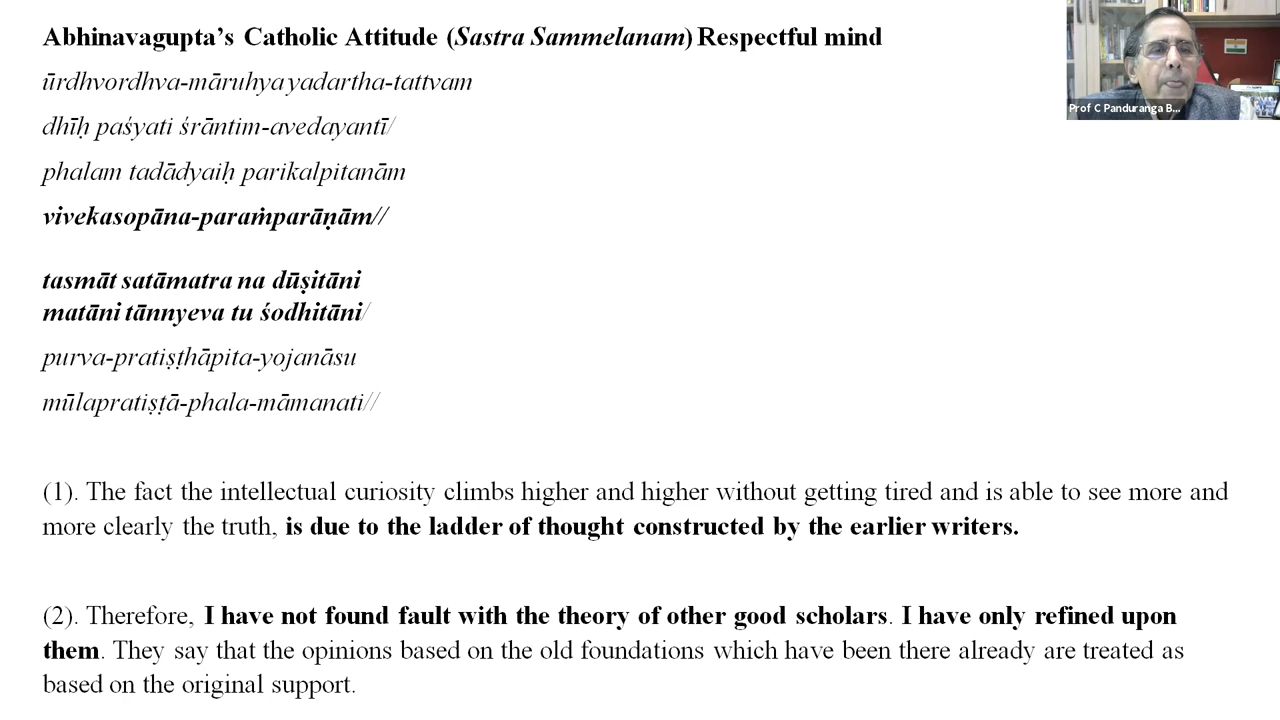 Abhinavagupta’s Catholic Attitude (Sastra Sammelanam) Respectful mind
ūrdhvordhva-māruhya yadartha-tattvam
dhīḥ paśyati śrāntim-avedayantī/
phalam tadādyaiḥ parikalpitanām
vivekasopāna-paraṁparāṇām//
tasmāt satāmatra na dūṣitāni
matāni tānnyeva tu śodhitāni/
purva-pratiṣṭhāpita-yojanāsu
mūlapratiṣṭā-phala-māmanati//
(1). The fact the intellectual curiosity climbs higher and higher without getting tired and is able to see more and
more clearly the truth, is due to the ladder of thought constructed by the earlier writers.
(2). Therefore, I have not found fault with the theory of other good scholars. I have only refined upon
them. They say that the opinions based on the old foundations which have been there already are treated as
based on the original support.
Prof C Panduranga B...